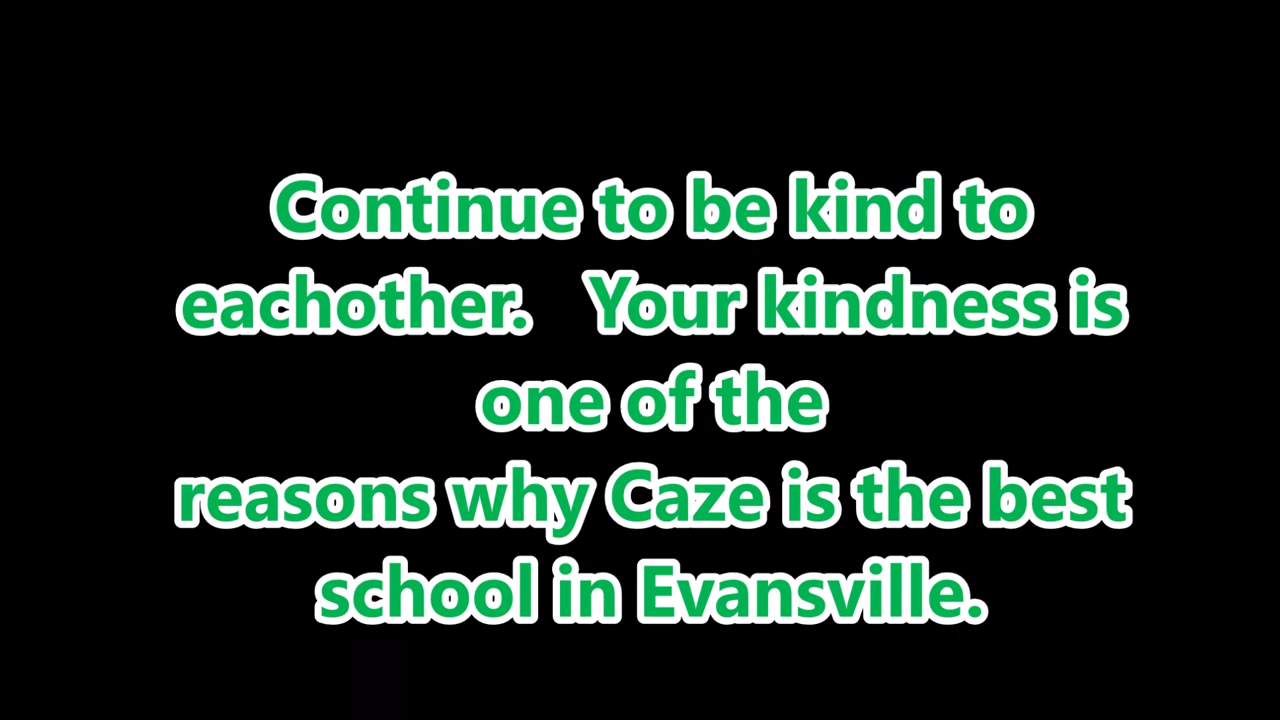 Continue to be kind to
eachother. Your kindness is
one of the
reasons why Caze is the best
school in Evansville.